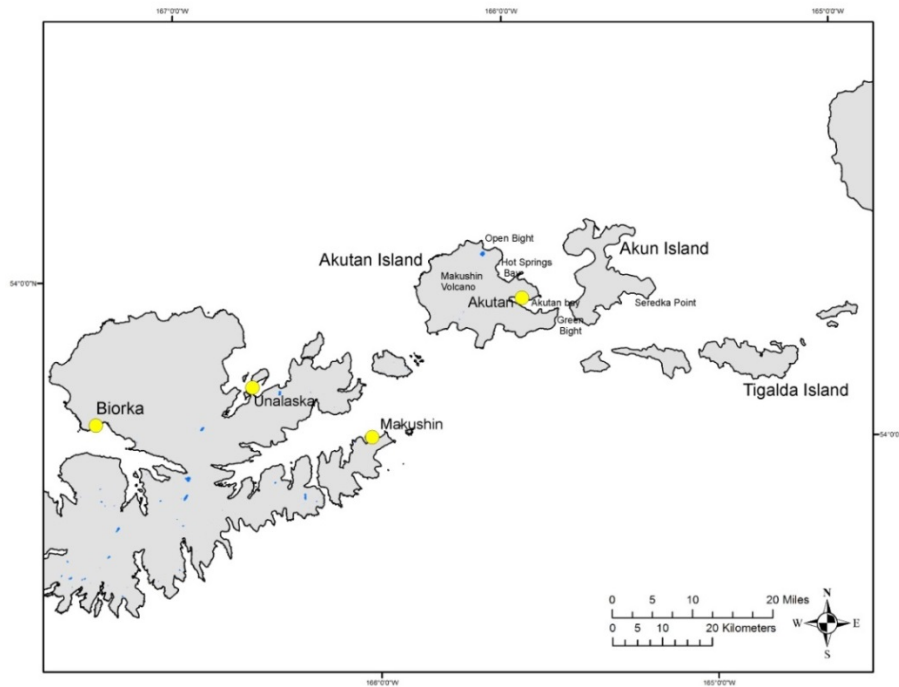 167°0'0"W
166°0'0"W
165°0'0"W
Open Bight
Akutan Island
Akun Island
Hot Springs
Bay
Makushin
Volcano
54°0'0"N
Akutan
Akutan bay
Seredka Point
Green
Bight
Tigalda Island
Unalaska
Biorka
Makushin
54°0'0"
0 5 10 20 Miles
0 5 10 20 Kilometers
N
W
E
S
166°0'0"W
165°0'0"W